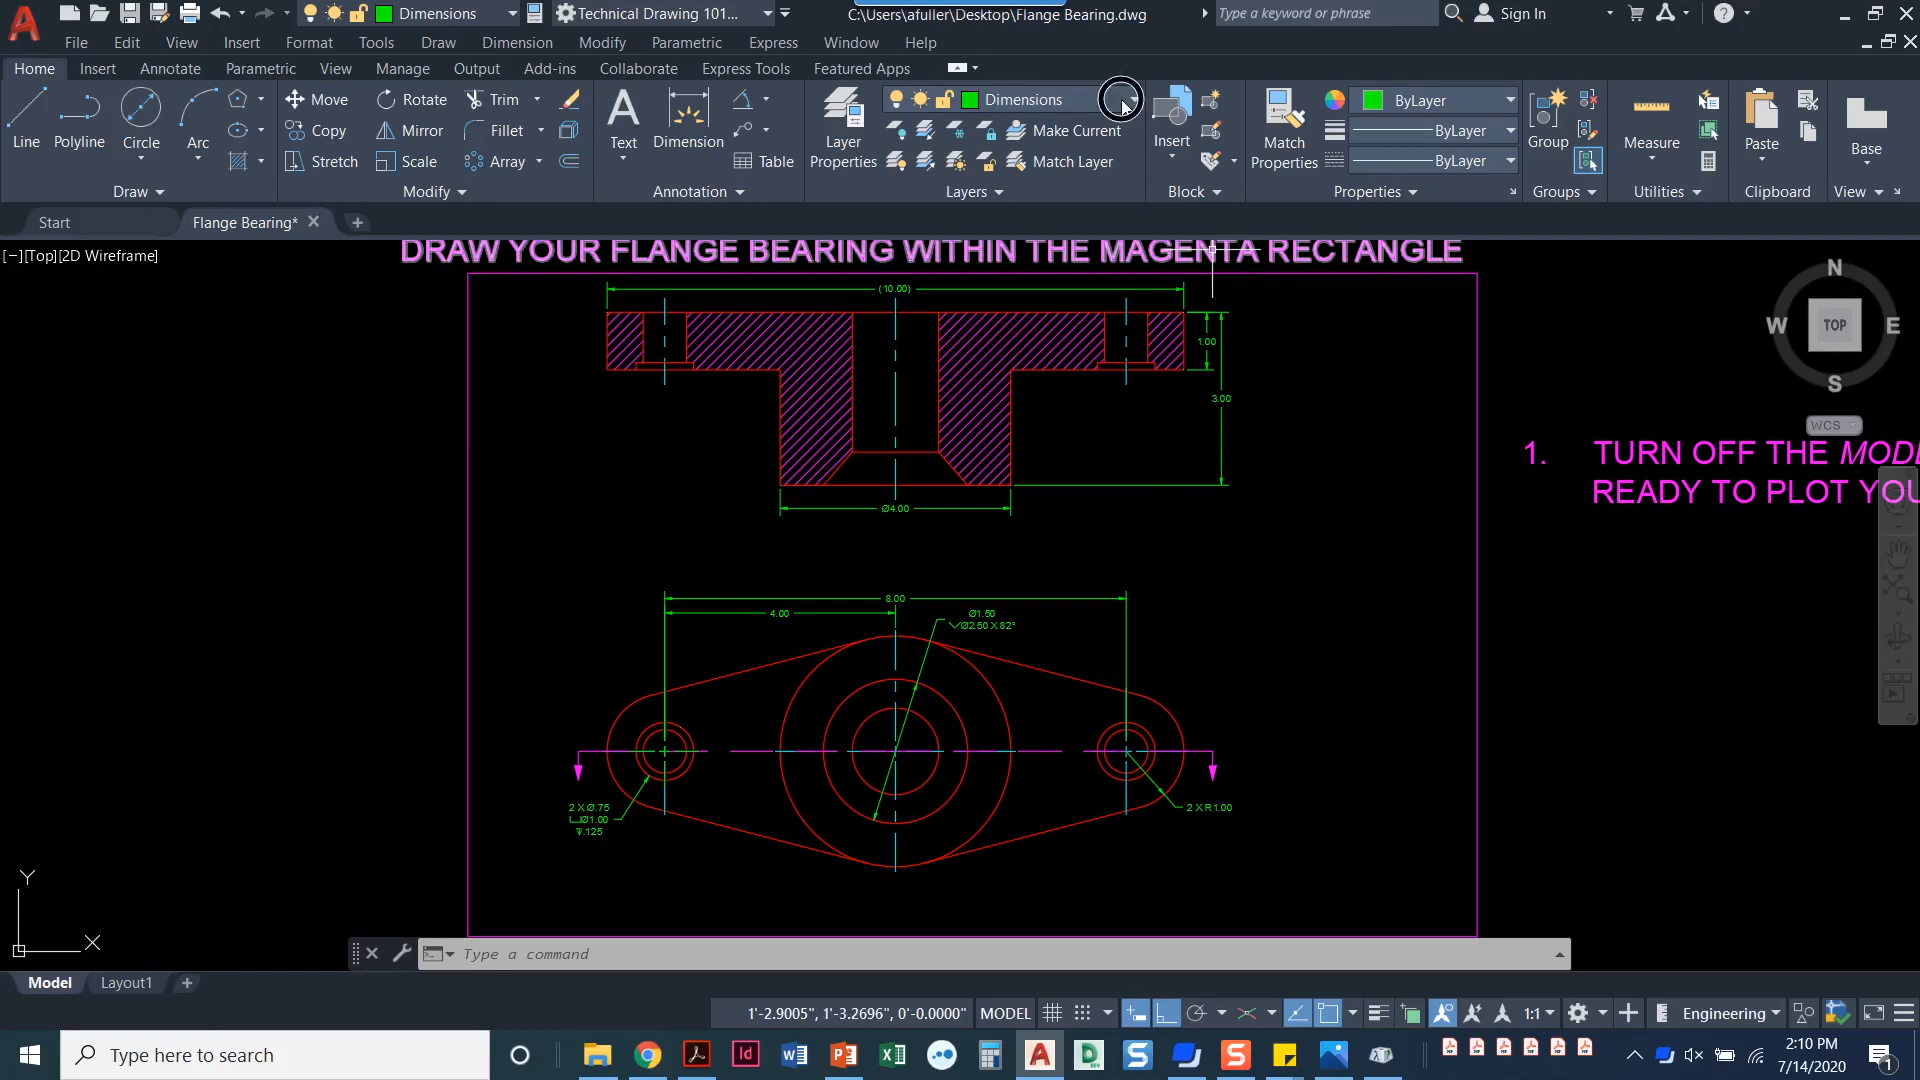 Dimensions
Technical Drawing 101...
C:\Users\afuller\Desktop\Flange Bearing.dwg
Type a keyword or phrase
Sign In
File Edit View Insert Format Tools Draw Dimension Modify Parametric Express Window Help
Home Insert Annotate Parametric View Manage Output Add-ins Collaborate Express Tools Featured Apps
Line Polyline Circle Arc
Move Rotate Trim
Copy Mirror Fillet
Stretch Scale Array
Text Dimension Table
Layer Properties
Dimensions
Make Current
Match Layer
Insert
Match Properties
ByLayer
ByLayer
ByLayer
Group
Measure
Paste
Base
Draw Modify Annotation Layers Block Properties Groups Utilities Clipboard View
Start Flange Bearing*
[−][Top][2D Wireframe]
DRAW YOUR FLANGE BEARING WITHIN THE MAGENTA RECTANGLE
N
W TOP E
S
WCS
(10.00)
1.00
3.00
Ø4.00
1. TURN OFF THE MODE
READY TO PLOT YOU
8.00
4.00
Ø1.50
Ø2.50 X 82°
2 X Ø.75
Ø1.00
.125
2 X R1.00
Y
X
Type a command
Model Layout1
1'-2.9005", 1'-3.2696", 0'-0.0000" MODEL 1:1 Engineering
Type here to search
2:10 PM
7/14/2020
1